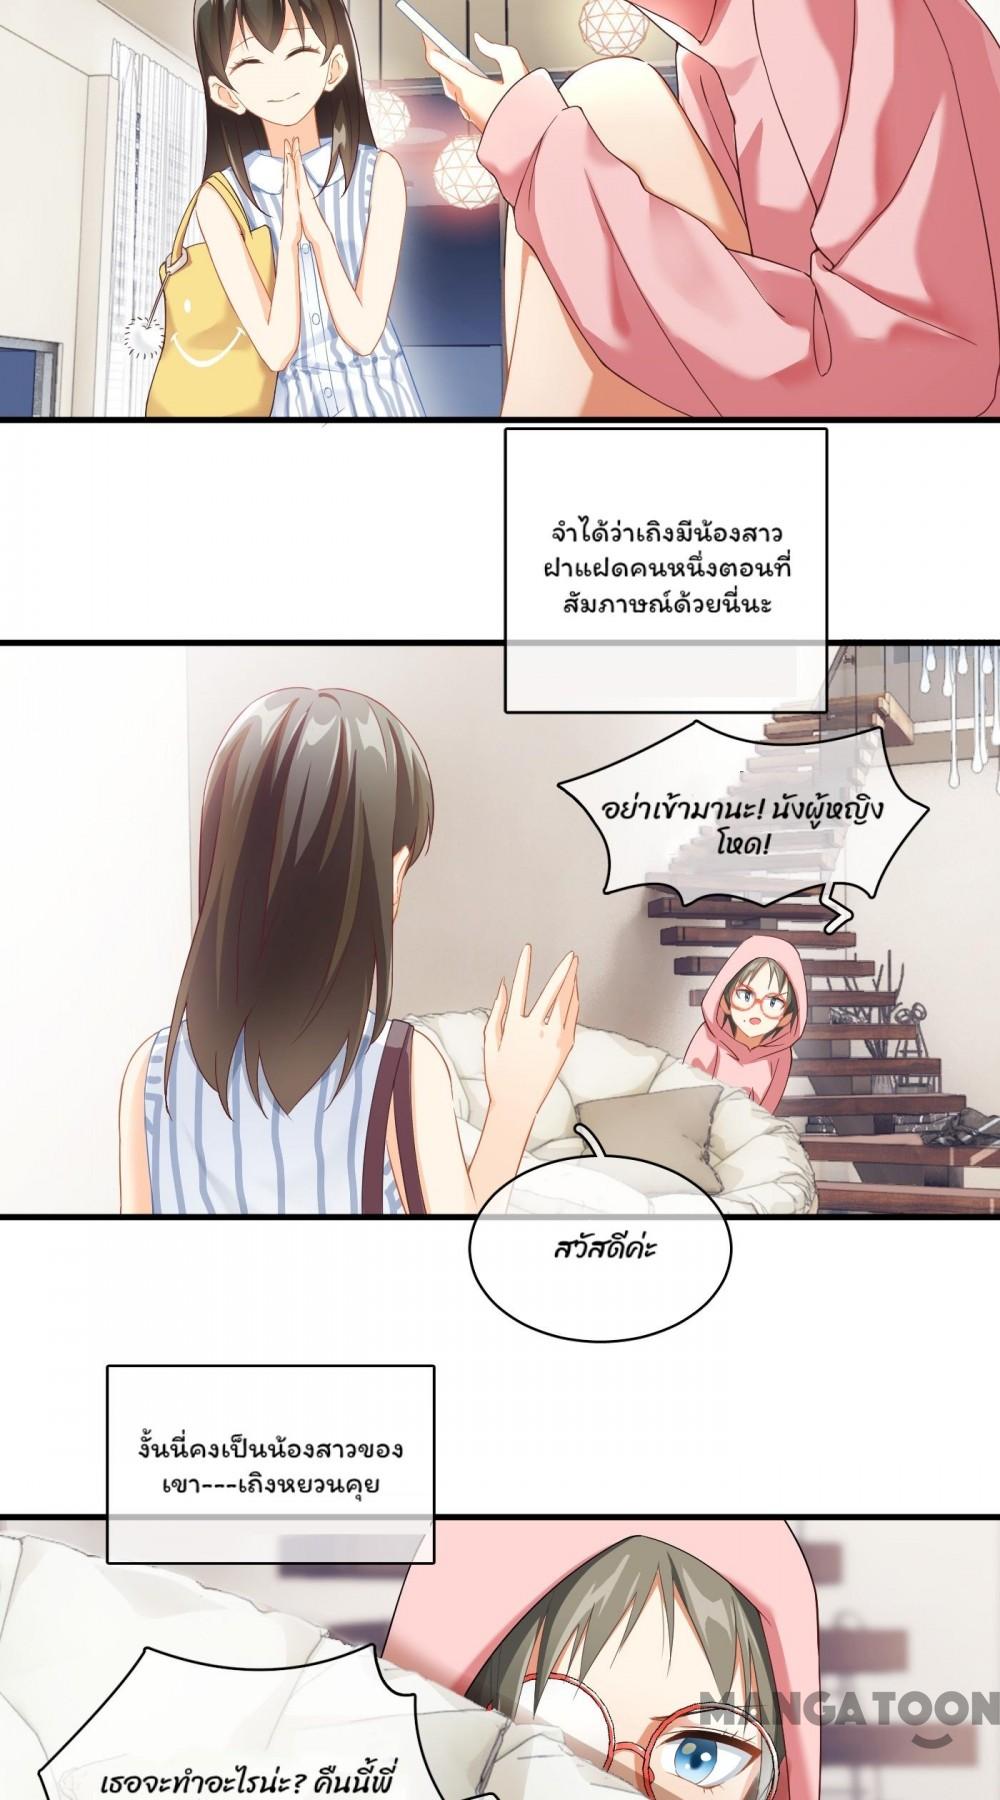 จำได้ว่าเถิงมีน้องสาว
ฝาแฝดคนหนึ่งตอนที่
สัมภาษณ์ด้วยนี่นะ
อย่าเข้ามานะ! นังผู้หญิง
โหด!
สวัสดีค่ะ
งั้นนี่คงเป็นน้องสาวของ
เขา---เถิงหยวนคุย
MANGATOON
เธอจะทำอะไรน่ะ? คืนนี้พี่